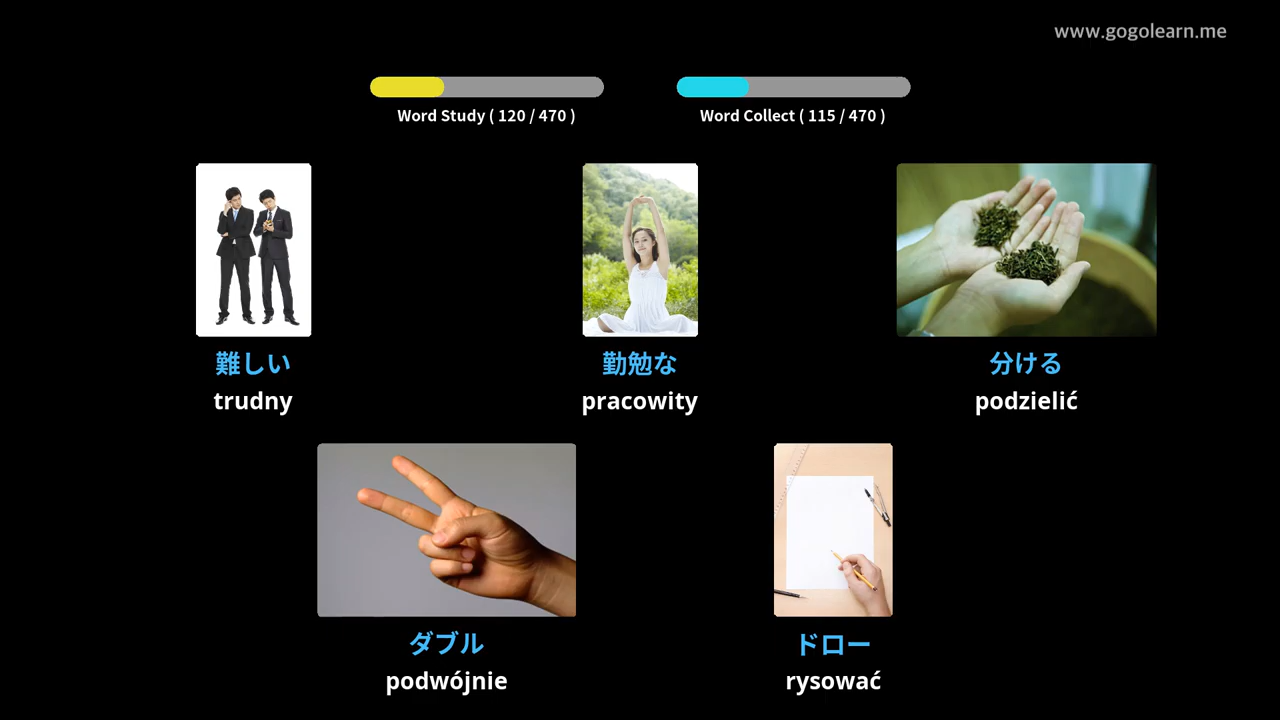 www.gogolearn.me
Word Study ( 120 / 470 )
Word Collect ( 115 / 470 )
難しい
trudny
勤勉な
pracowity
分ける
podzielić
ダブル
podwójnie
ドロー
rysować